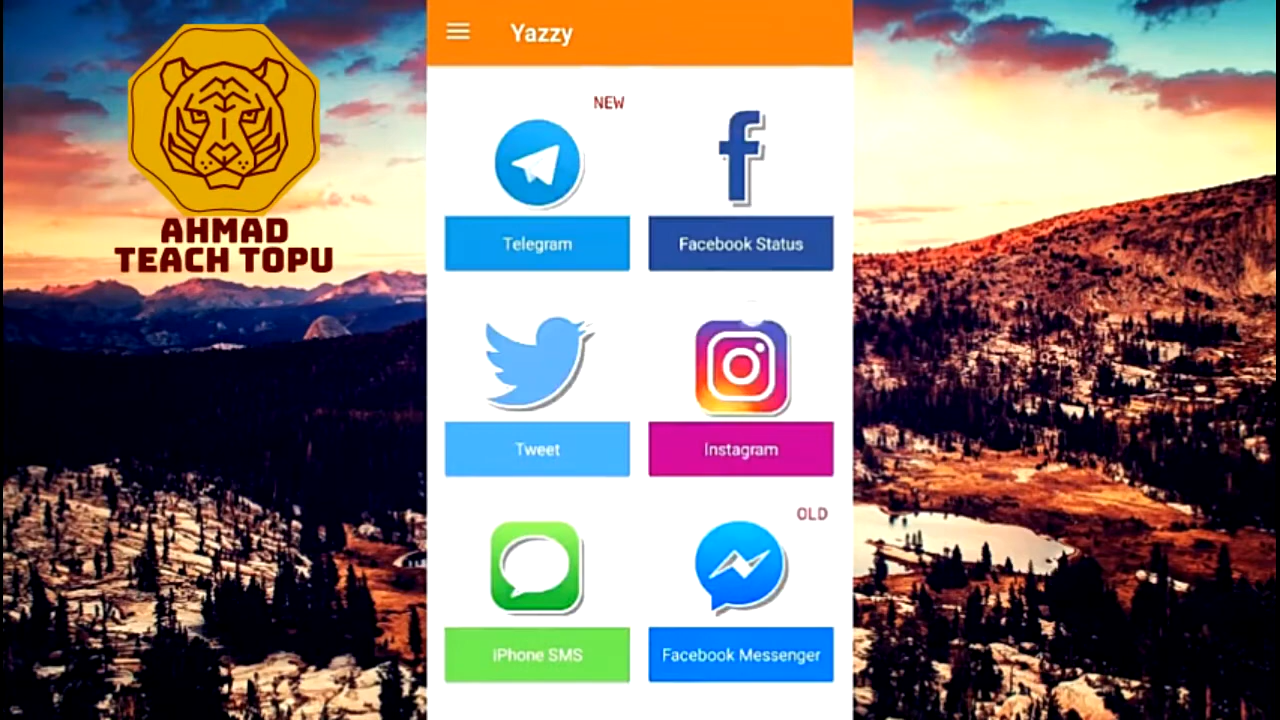 AHMAD
TEACH TOPU
Yazzy
NEW
Telegram
Facebook Status
Tweet
Instagram
OLD
iPhone SMS
Facebook Messenger